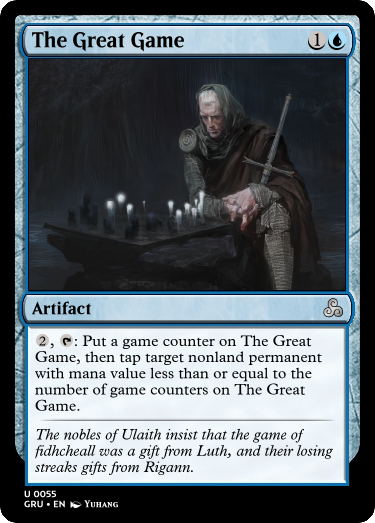 The Great Game 1
Artifact
2, : Put a game counter on The Great
Game, then tap target nonland permanent
with mana value less than or equal to the
number of game counters on The Great
Game.
The nobles of Ulaith insist that the game of
fidhcheall was a gift from Luth, and their losing
streaks gifts from Rigann.
U 0055
GRU • EN Yuhang